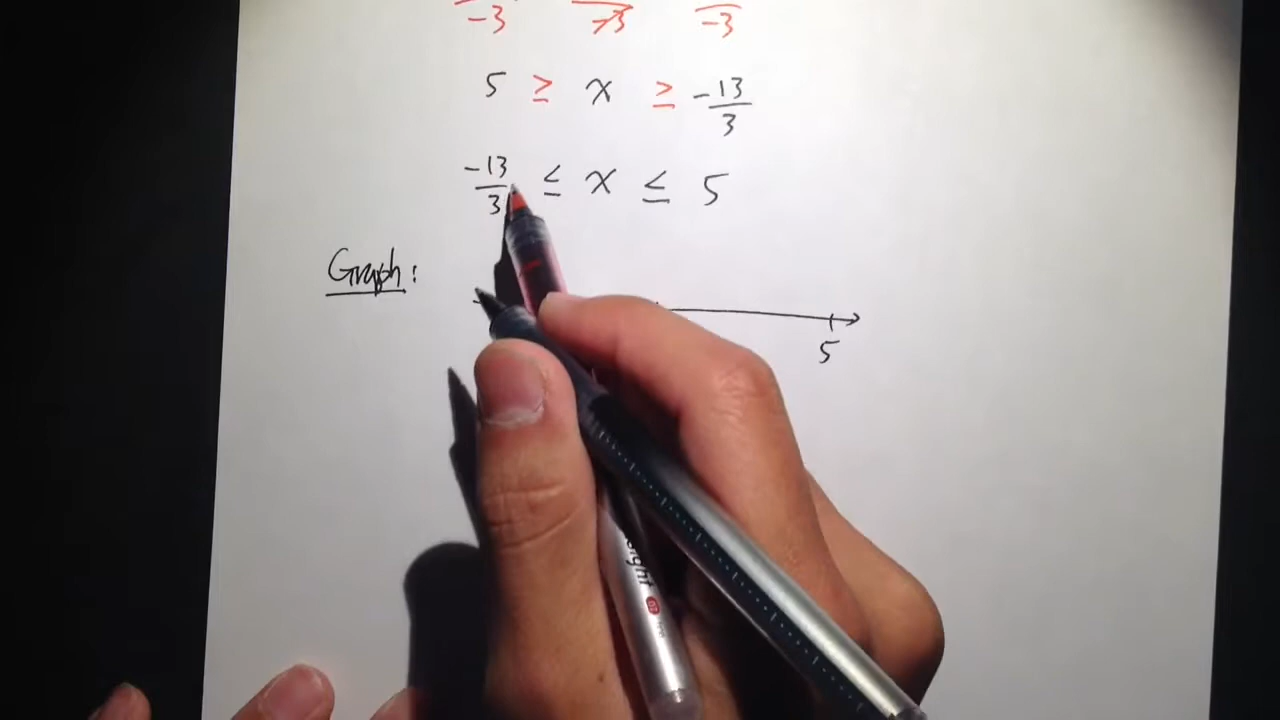 -3 -3 -3
5 ≥ x ≥ -13/3
-13/3 ≤ x ≤ 5
Graph:
5